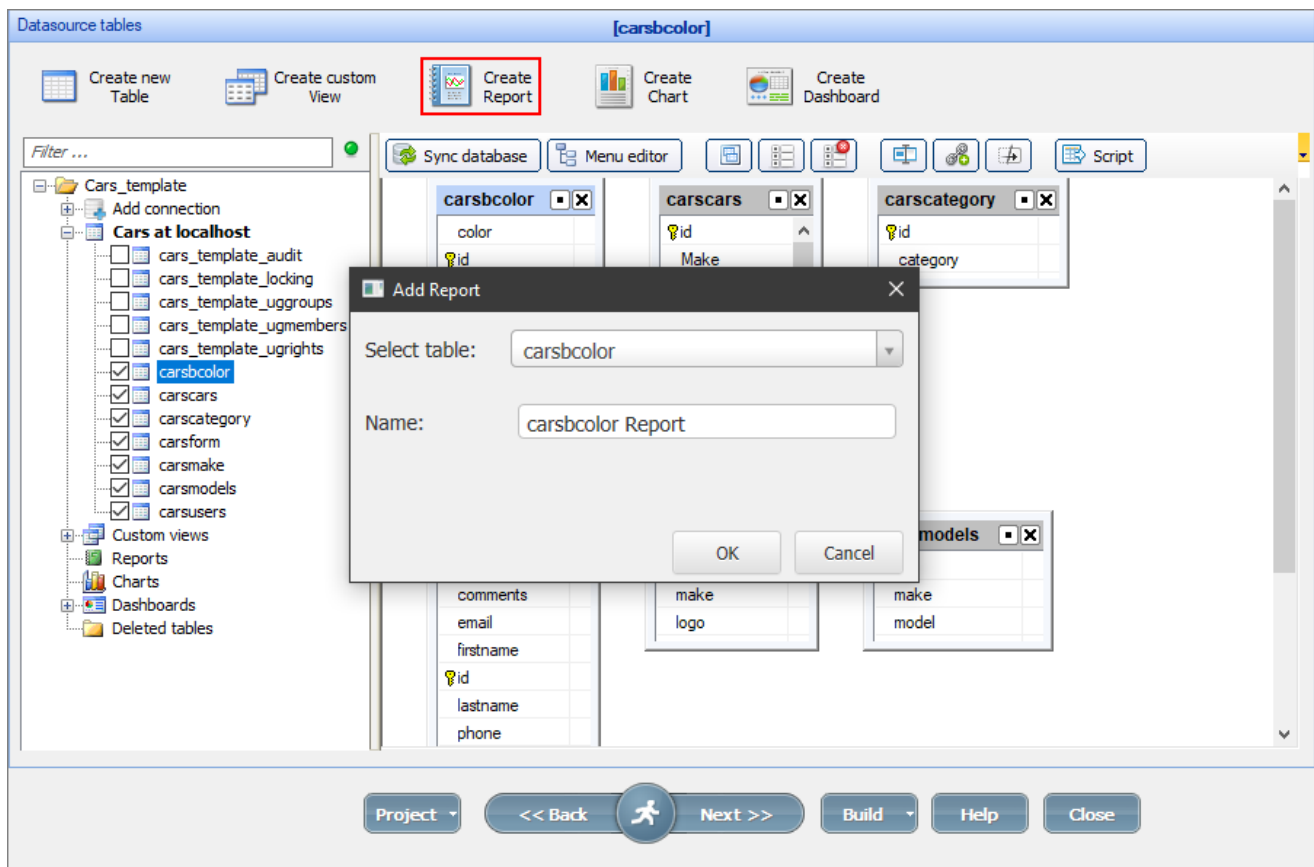 Datasource tables
[carsbcolor]
Create new
Table
Create custom
View
Create
Report
Create
Chart
Create
Dashboard
Filter ...
Sync database
Menu editor
Script
Cars_template
Add connection
Cars at localhost
cars_template_audit
cars_template_locking
cars_template_uggroups
cars_template_ugmembers
cars_template_ugrights
carsbcolor
carscars
carscategory
carsform
carsmake
carsmodels
carsusers
Custom views
Reports
Charts
Dashboards
Deleted tables
carsbcolor
color
id
carscars
id
Make
carscategory
id
category
Add Report
Select table:
carsbcolor
Name:
carsbcolor Report
OK
Cancel
comments
email
firstname
id
lastname
phone
make
logo
models
make
model
Project
<< Back
Next >>
Build
Help
Close